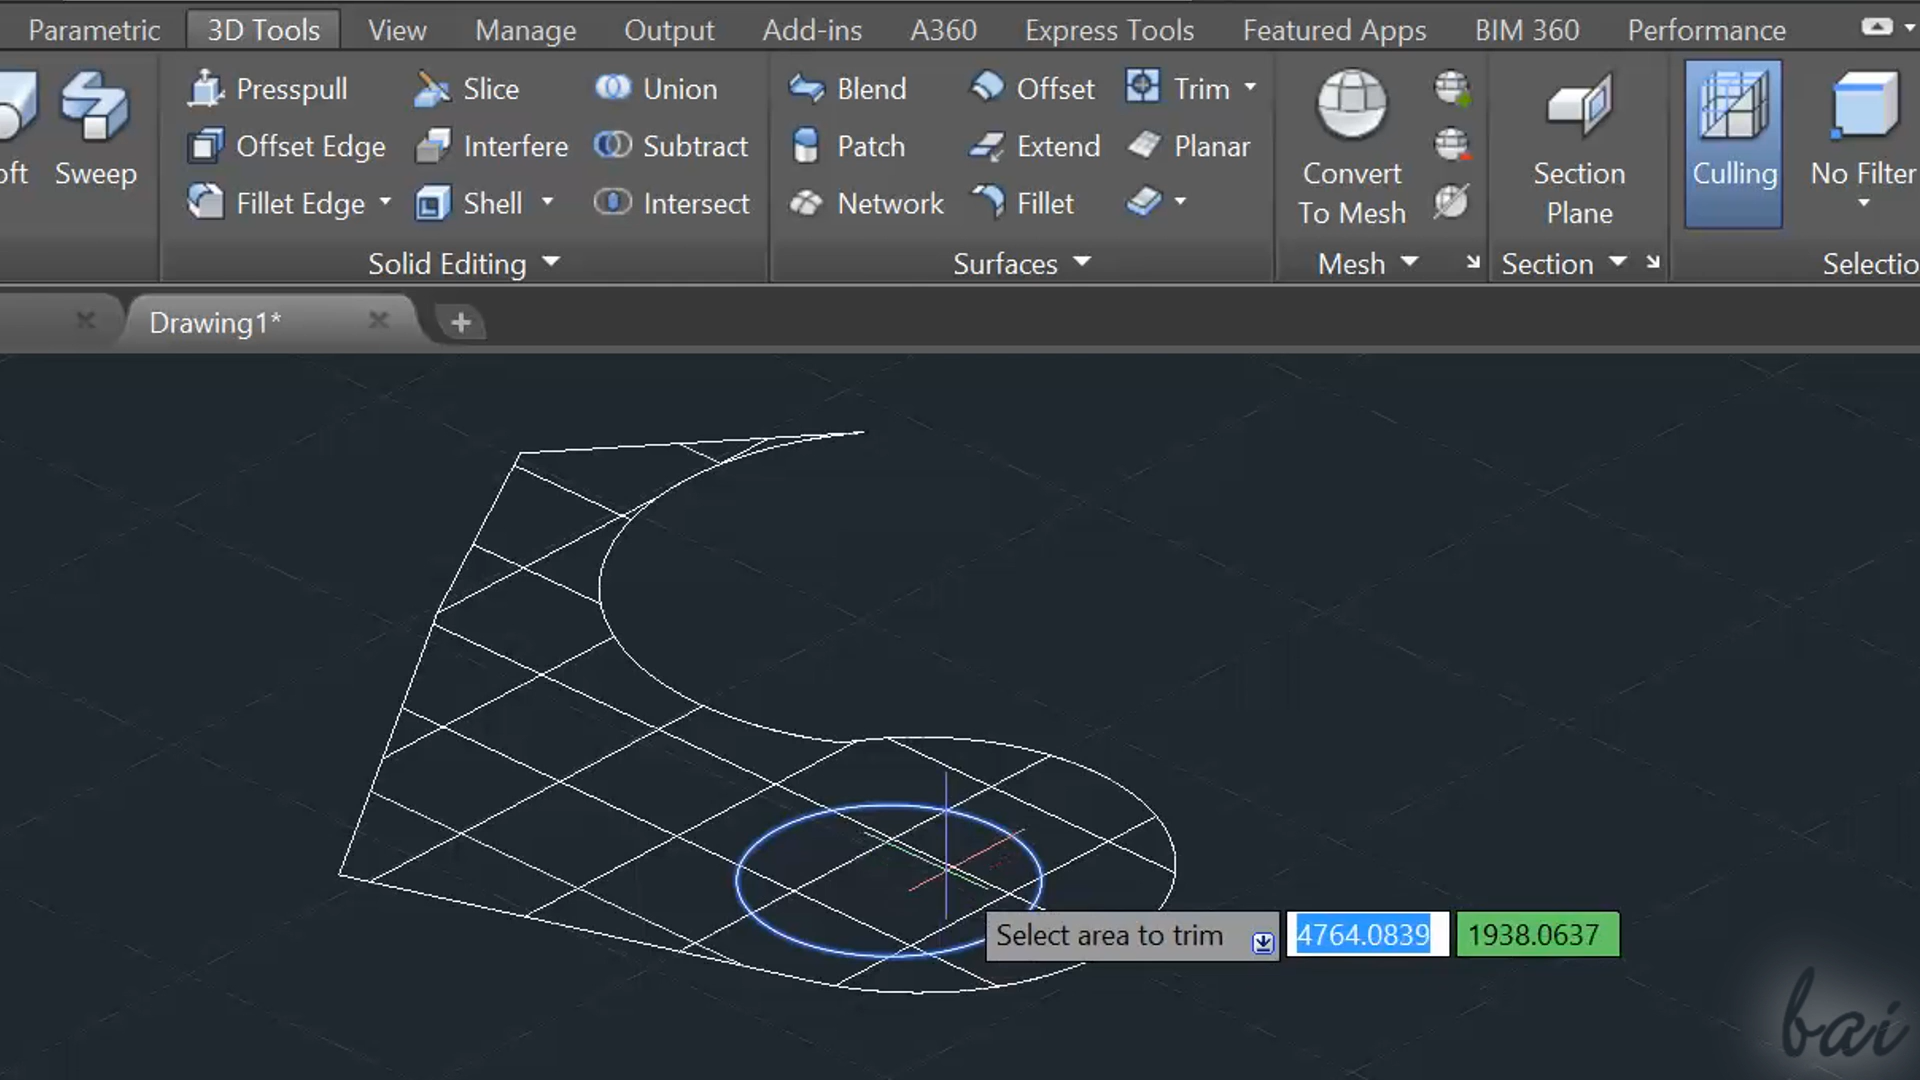 Parametric 3D Tools View Manage Output Add-ins A360 Express Tools Featured Apps BIM 360 Performance
Presspull Slice Union Blend Offset Trim
Offset Edge Interfere Subtract Patch Extend Planar
oft Sweep Convert Section Culling No Filter
Fillet Edge Shell Intersect Network Fillet To Mesh Plane
Solid Editing Surfaces Mesh Section Selectio
Drawing1*
Select area to trim 4764.0839 1938.0637
bai